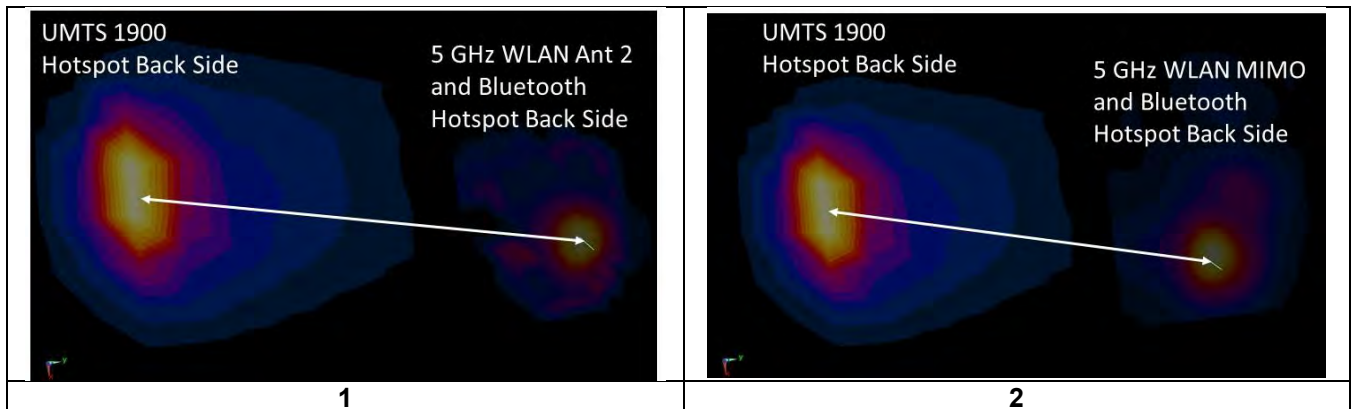 UMTS 1900
Hotspot Back Side
5 GHz WLAN Ant 2
and Bluetooth
Hotspot Back Side
UMTS 1900
Hotspot Back Side
5 GHz WLAN MIMO
and Bluetooth
Hotspot Back Side
y
y
1
2